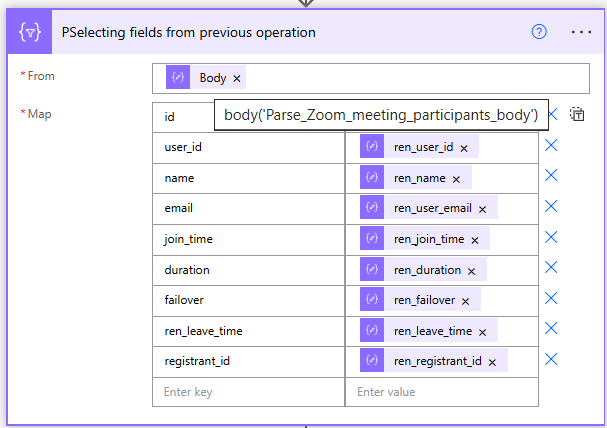 PSelecting fields from previous operation
?
* From
Body ×
* Map
id
body('Parse_Zoom_meeting_participants_body')
user_id ren_user_id ×
name ren_name ×
email ren_user_email ×
join_time ren_join_time ×
duration ren_duration ×
failover ren_failover ×
ren_leave_time ren_leave_time ×
registrant_id ren_registrant_id ×
Enter key Enter value